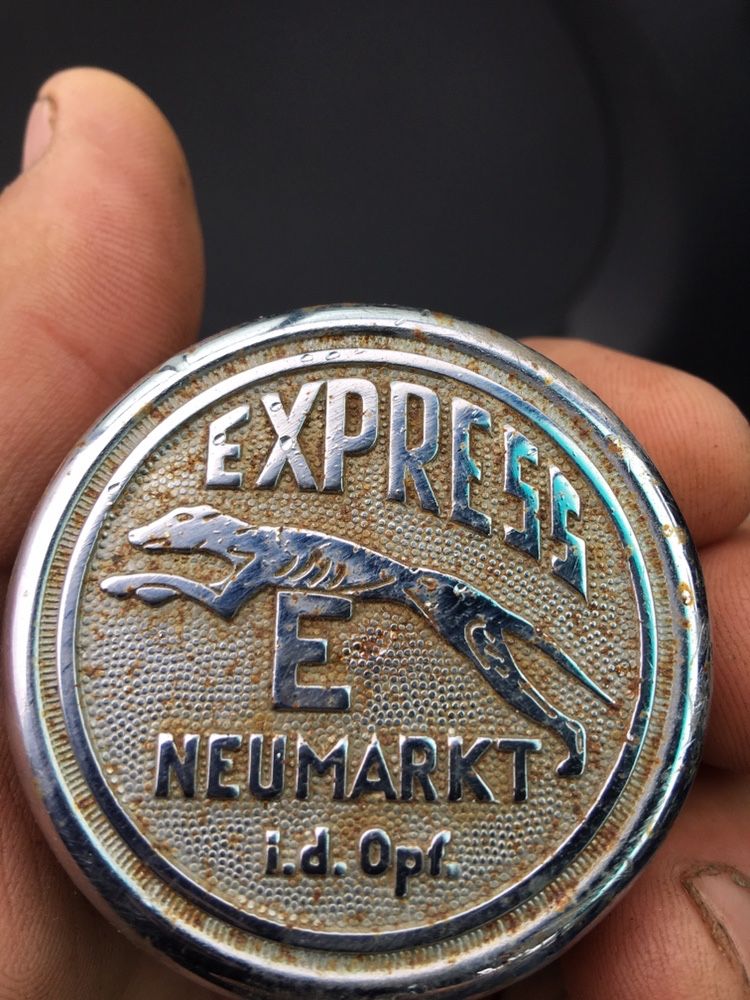 EXPRESS
E
NEUMARKT
i.d. Opf.